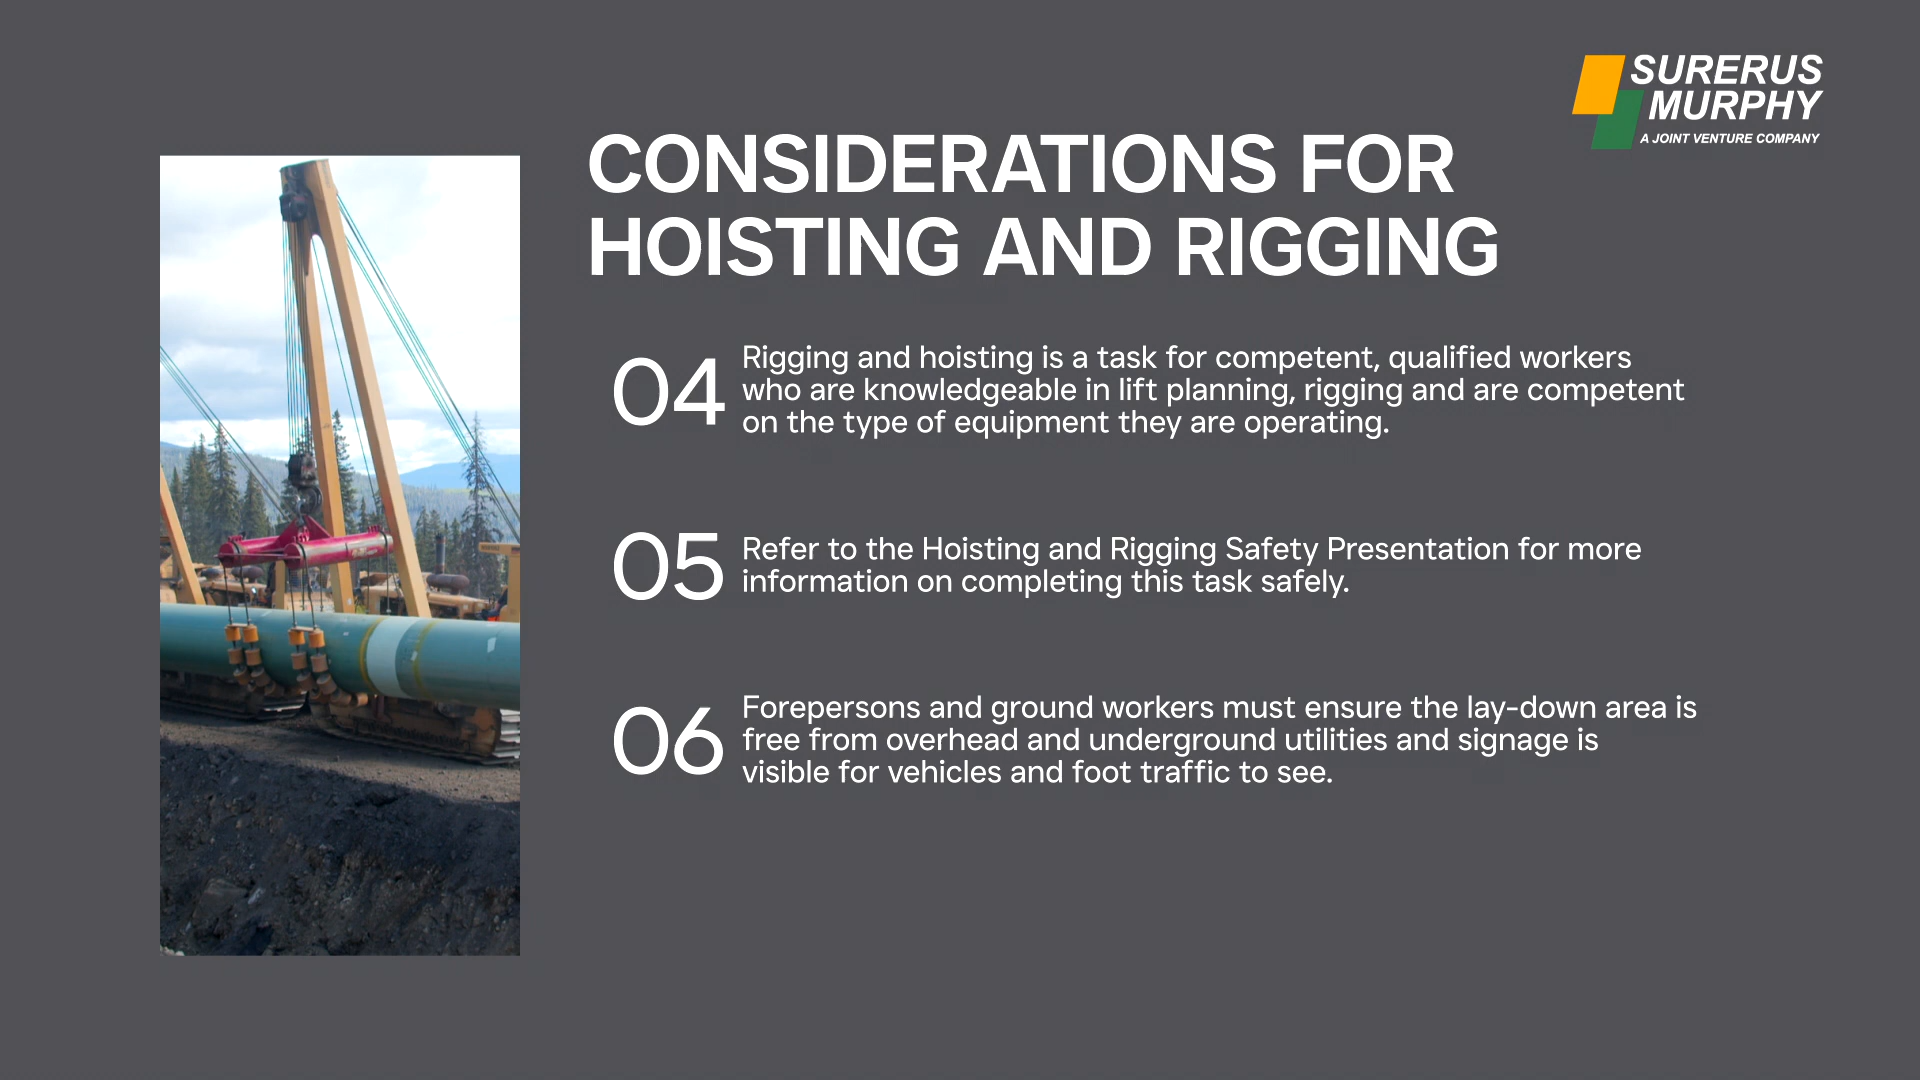 SURERUS
MURPHY
A JOINT VENTURE COMPANY
CONSIDERATIONS FOR
HOISTING AND RIGGING
04
Rigging and hoisting is a task for competent, qualified workers
who are knowledgeable in lift planning, rigging and are competent
on the type of equipment they are operating.
05
Refer to the Hoisting and Rigging Safety Presentation for more
information on completing this task safely.
06
Forepersons and ground workers must ensure the lay-down area is
free from overhead and underground utilities and signage is
visible for vehicles and foot traffic to see.